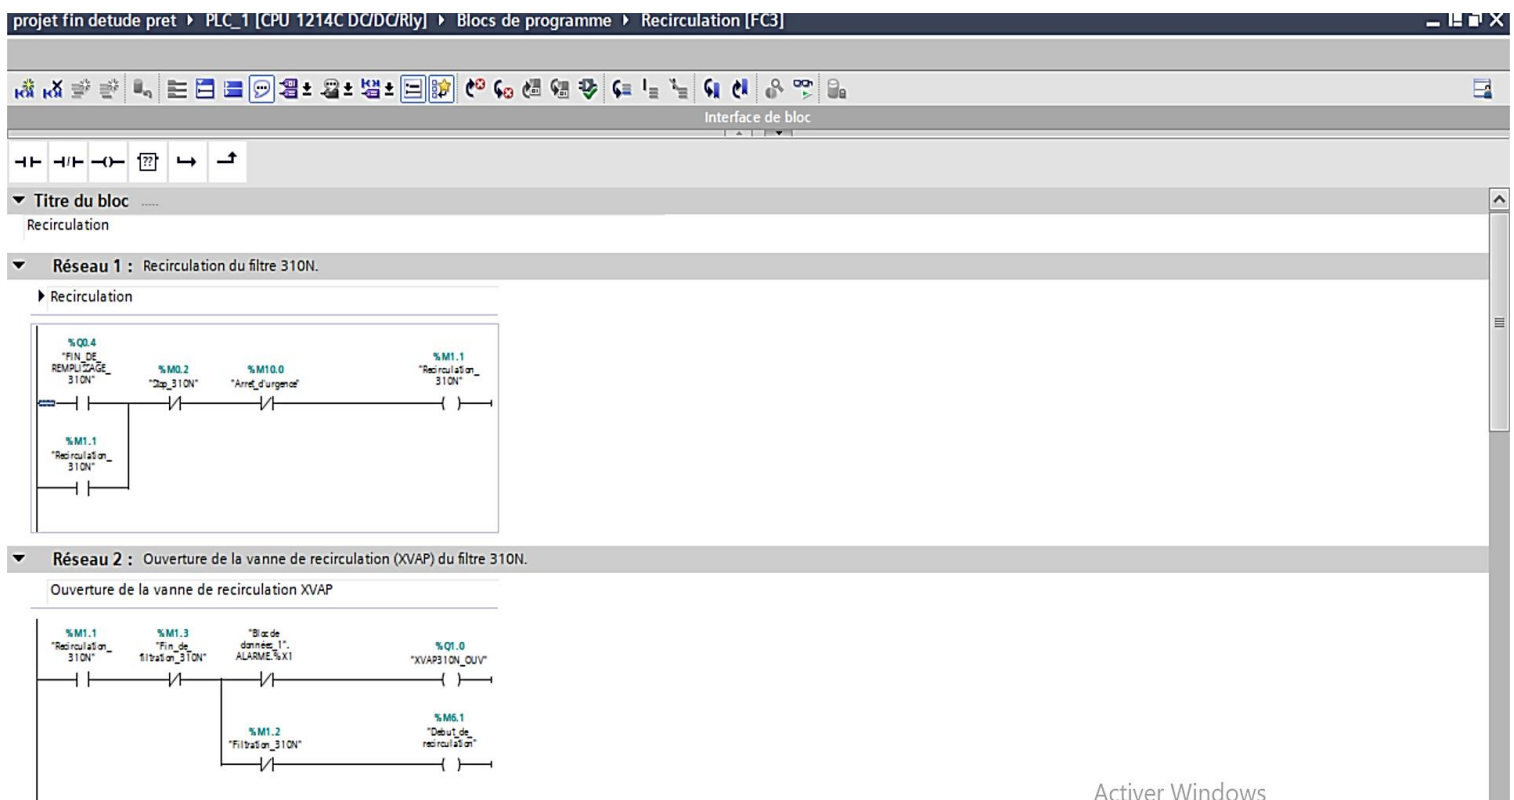 projet fin detude pret ▸ PLC_1 [CPU 1214C DC/DC/Rly] ▸ Blocs de programme ▸ Recirculation [FC3]
Interface de bloc
??
Titre du bloc .....
Recirculation
Réseau 1 : Recirculation du filtre 310N.
Recirculation
%Q0.4
"FIN_DE_
REMPLIZAGE_
310N"
%M0.2
"Stop_310N"
%M10.0
"Arret_d'urgence"
%M1.1
"Recirculation_
310N"
%M1.1
"Recirculation_
310N"
Réseau 2 : Ouverture de la vanne de recirculation (XVAP) du filtre 310N.
Ouverture de la vanne de recirculation XVAP
%M1.1
"Recirculation_
310N"
%M1.3
"Fin_de_
filtration_310N"
"Bloc de
données_1".
ALARME.%X1
%Q1.0
"XVAP310N_OUV"
%M1.2
"Filtration_310N"
%M6.1
"Debut_de_
recirculation"
Activer Windows